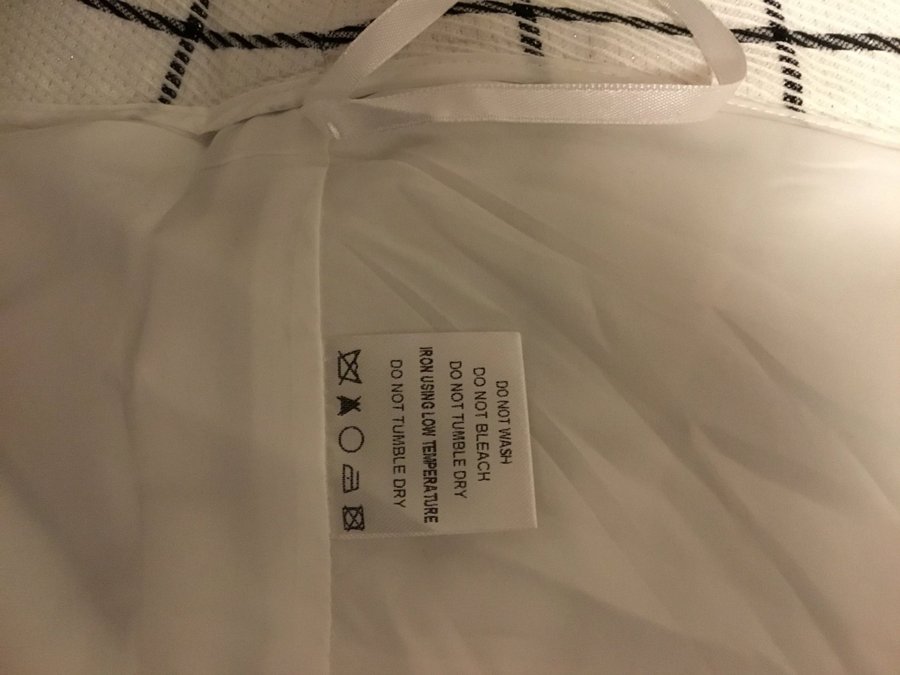 DO NOT WASH
DO NOT BLEACH
DO NOT TUMBLE DRY
IRON USING LOW TEMPERATURE
DO NOT TUMBLE DRY